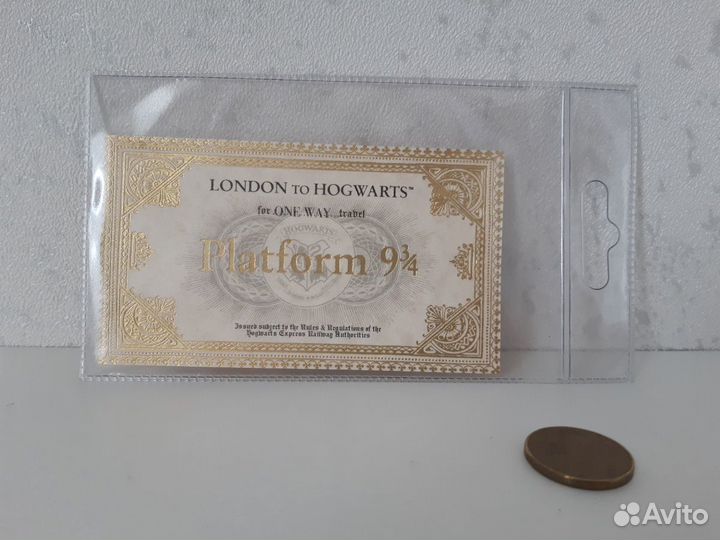 LONDON TO HOGWARTS™
for ONE WAY...travel
HOGWARTS
Platform 9¾
Issued subject to the Rules & Regulations of the
Hogwarts Express Railway Authorities
Avito